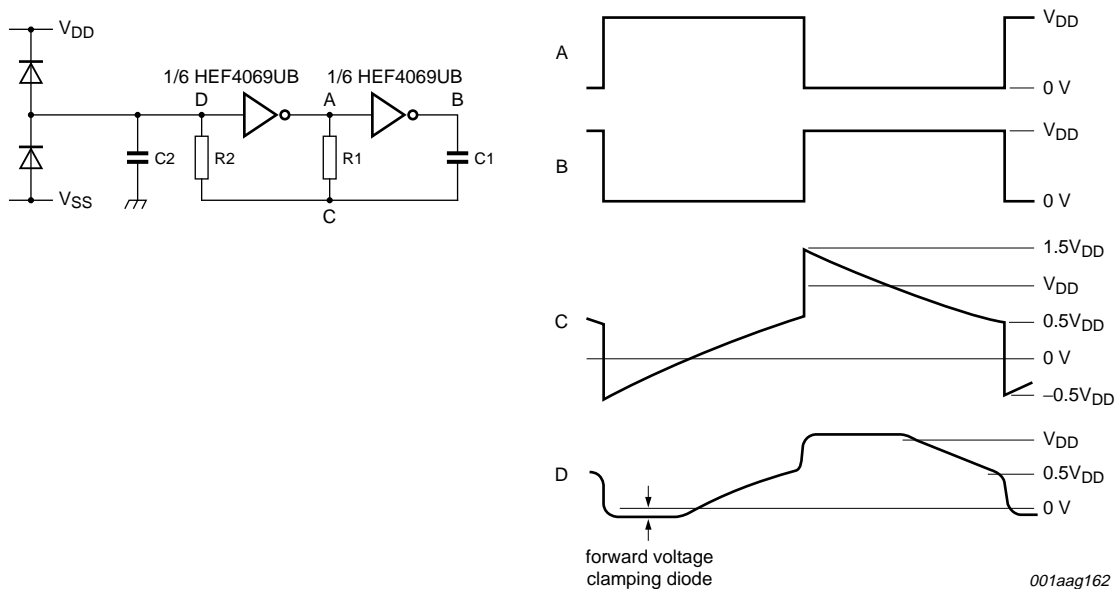 VDD
1/6 HEF4069UB
1/6 HEF4069UB
D
A
B
C2
R2
R1
C1
VSS
C
A
VDD
0 V
B
VDD
0 V
C
1.5VDD
VDD
0.5VDD
0 V
−0.5VDD
D
VDD
0.5VDD
0 V
forward voltage
clamping diode
001aag162